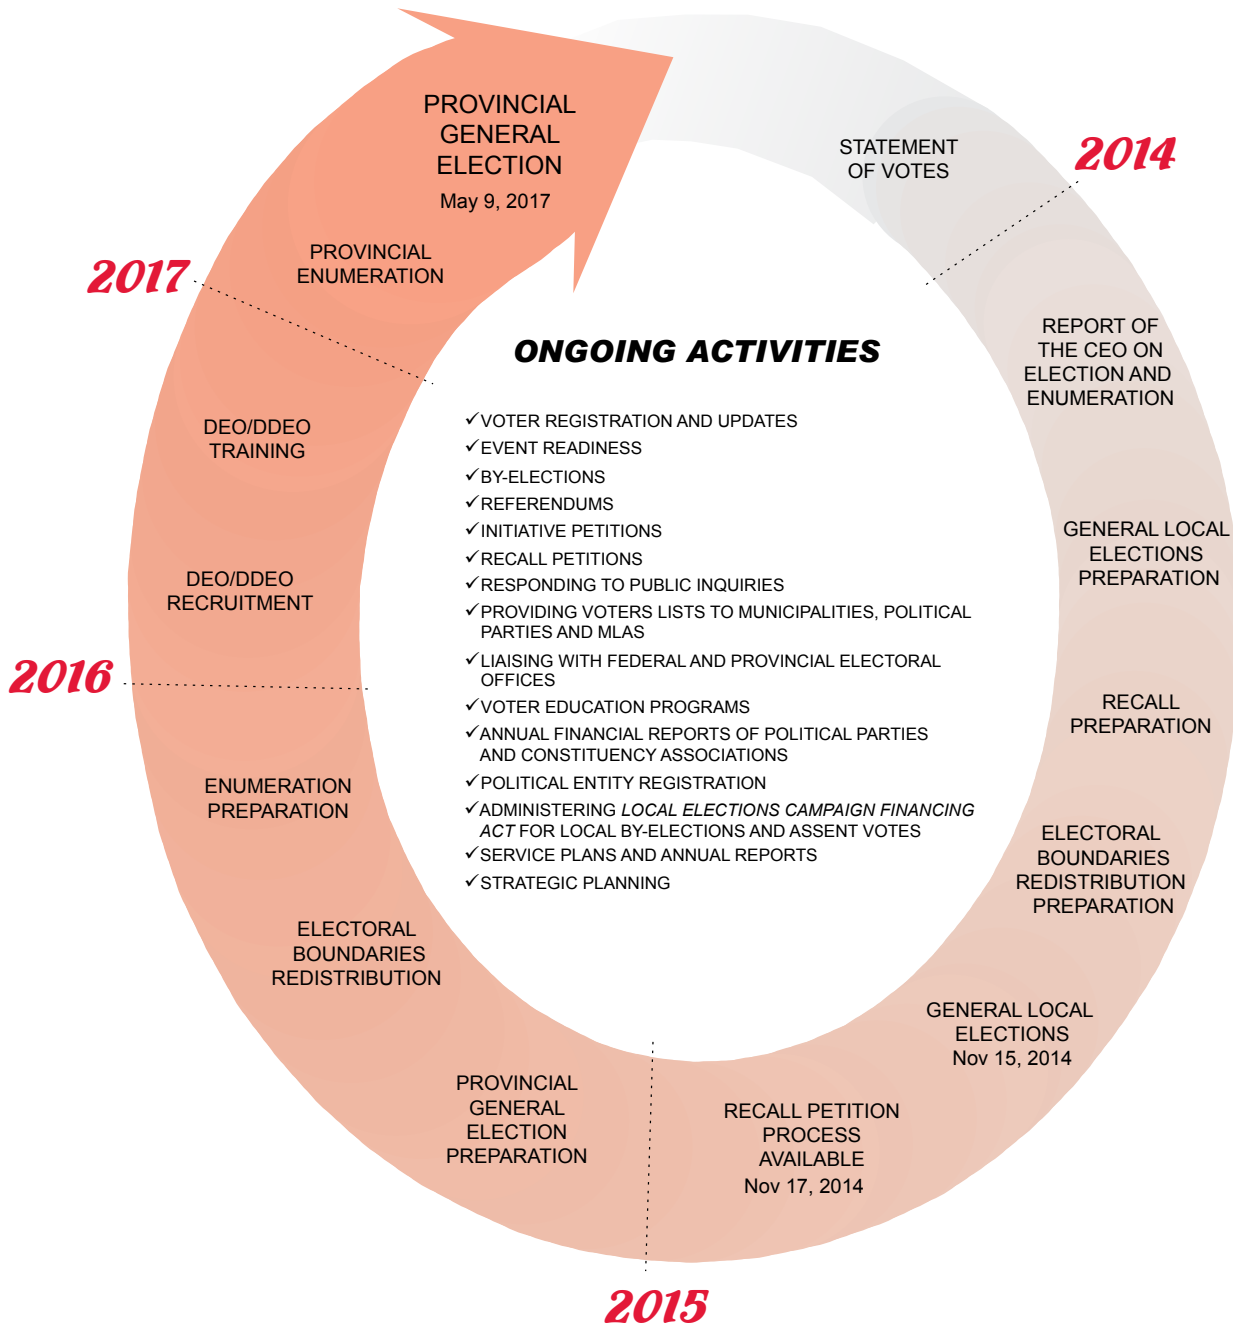 STATEMENT
OF VOTES
2014
REPORT OF
THE CEO ON
ELECTION AND
ENUMERATION
GENERAL LOCAL
ELECTIONS
PREPARATION
RECALL
PREPARATION
ELECTORAL
BOUNDARIES
REDISTRIBUTION
PREPARATION
GENERAL LOCAL
ELECTIONS
Nov 15, 2014
RECALL PETITION
PROCESS
AVAILABLE
Nov 17, 2014
2015
PROVINCIAL
GENERAL
ELECTION
PREPARATION
ELECTORAL
BOUNDARIES
REDISTRIBUTION
ENUMERATION
PREPARATION
2016
DEO/DDEO
RECRUITMENT
DEO/DDEO
TRAINING
2017
PROVINCIAL
ENUMERATION
PROVINCIAL
GENERAL
ELECTION
May 9, 2017
ONGOING ACTIVITIES
✓VOTER REGISTRATION AND UPDATES
✓EVENT READINESS
✓BY-ELECTIONS
✓REFERENDUMS
✓INITIATIVE PETITIONS
✓RECALL PETITIONS
✓RESPONDING TO PUBLIC INQUIRIES
✓PROVIDING VOTERS LISTS TO MUNICIPALITIES, POLITICAL
PARTIES AND MLAS
✓LIAISING WITH FEDERAL AND PROVINCIAL ELECTORAL
OFFICES
✓VOTER EDUCATION PROGRAMS
✓ANNUAL FINANCIAL REPORTS OF POLITICAL PARTIES
AND CONSTITUENCY ASSOCIATIONS
✓POLITICAL ENTITY REGISTRATION
✓ADMINISTERING LOCAL ELECTIONS CAMPAIGN FINANCING
ACT FOR LOCAL BY-ELECTIONS AND ASSENT VOTES
✓SERVICE PLANS AND ANNUAL REPORTS
✓STRATEGIC PLANNING